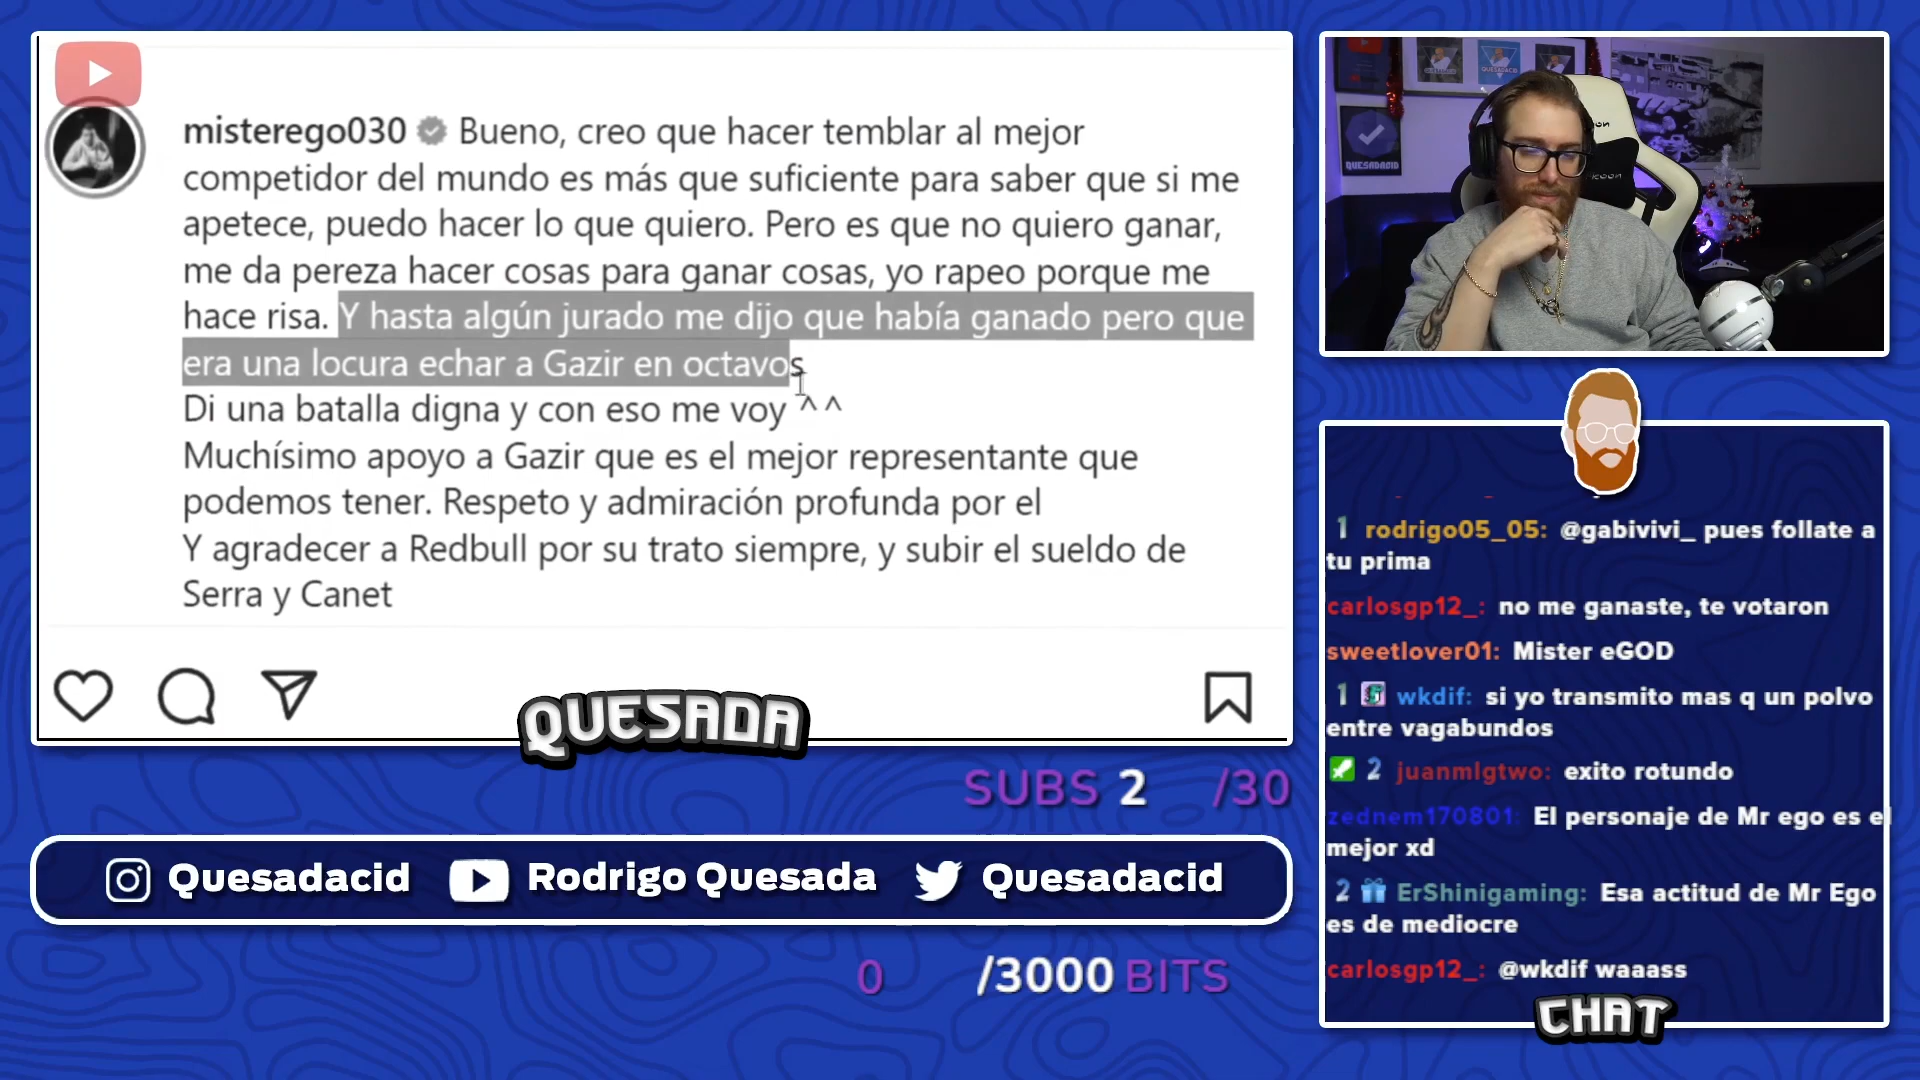 misterego030 Bueno, creo que hacer temblar al mejor
competidor del mundo es más que suficiente para saber que si me
apetece, puedo hacer lo que quiero. Pero es que no quiero ganar,
me da pereza hacer cosas para ganar cosas, yo rapeo porque me
hace risa. Y hasta algún jurado me dijo que había ganado pero que
era una locura echar a Gazir en octavos
Di una batalla digna y con eso me voy ^^
Muchísimo apoyo a Gazir que es el mejor representante que
podemos tener. Respeto y admiración profunda por el
Y agradecer a Redbull por su trato siempre, y subir el sueldo de
Serra y Canet
QUESADA
SUBS 2 /30
Quesadacid Rodrigo Quesada Quesadacid
0 /3000 BITS
QUESADACID
QUESADACID
1 rodrigo05_05: @gabivivi_ pues follate a
tu prima
carlosgp12_: no me ganaste, te votaron
sweetlover01: Mister eGOD
1 wkdif: si yo transmito mas q un polvo
entre vagabundos
2 juanmlgtwo: exito rotundo
zednem170801: El personaje de Mr ego es el
mejor xd
2 ErShinigaming: Esa actitud de Mr Ego
es de mediocre
carlosgp12_: @wkdif waaass
CHAT